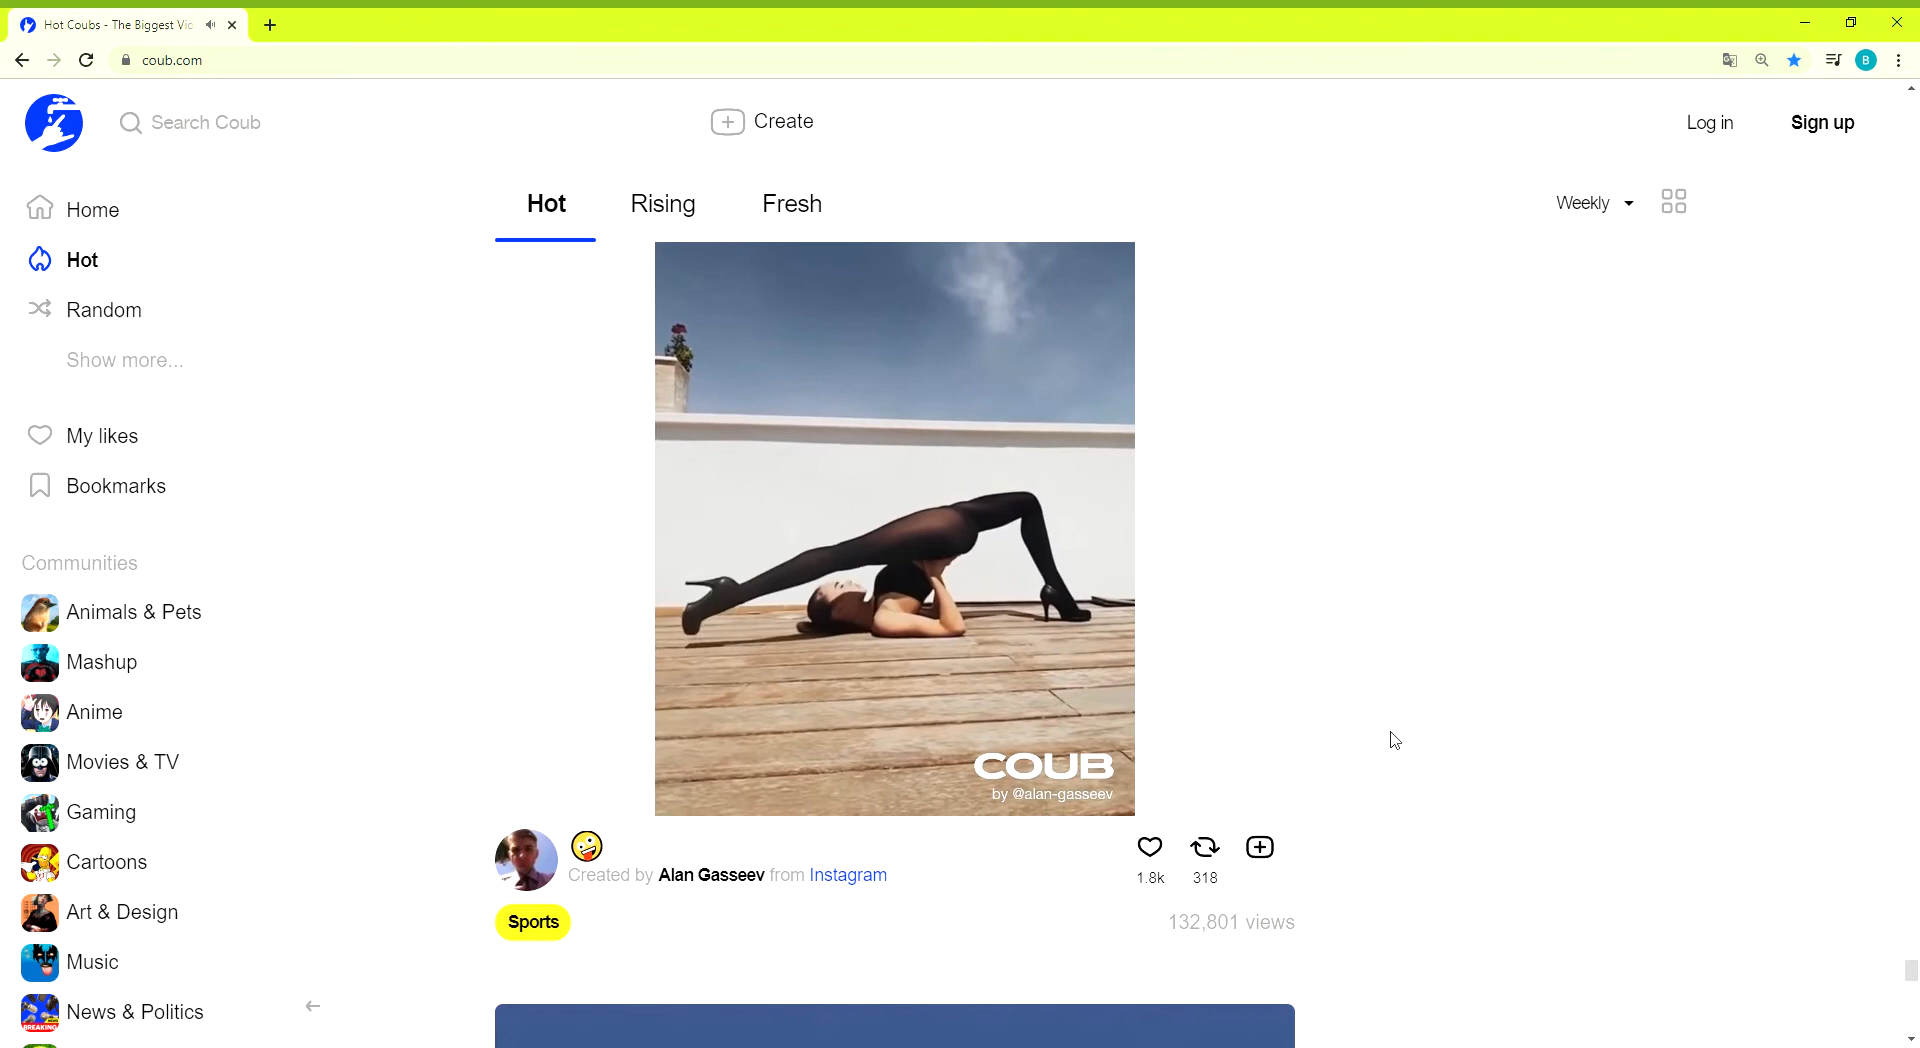 Hot Coubs - The Biggest Vic
coub.com
Search Coub
Create
Log in
Sign up
Home
Hot
Random
Show more...
My likes
Bookmarks
Communities
Animals & Pets
Mashup
Anime
Movies & TV
Gaming
Cartoons
Art & Design
Music
BREAKING
News & Politics
Hot
Rising
Fresh
Weekly
COUB
by @alan-gasseev
Created by Alan Gasseev from Instagram
1.8k
318
Sports
132,801 views
B